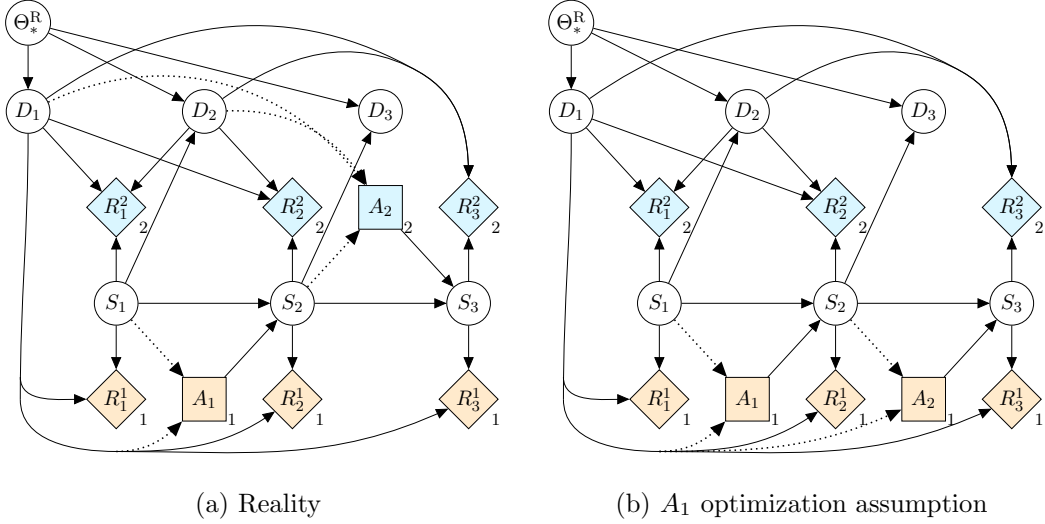 Θ^R_*
Θ^R_*
D_1
D_2
D_3
D_1
D_2
D_3
R^2_1
2
R^2_2
2
A_2
2
R^2_3
2
R^2_1
2
R^2_2
2
R^2_3
2
S_1
S_2
S_3
S_1
S_2
S_3
R^1_1
1
A_1
1
R^1_2
1
R^1_3
1
R^1_1
1
A_1
1
R^1_2
1
A_2
1
R^1_3
1
(a) Reality
(b) A_1 optimization assumption